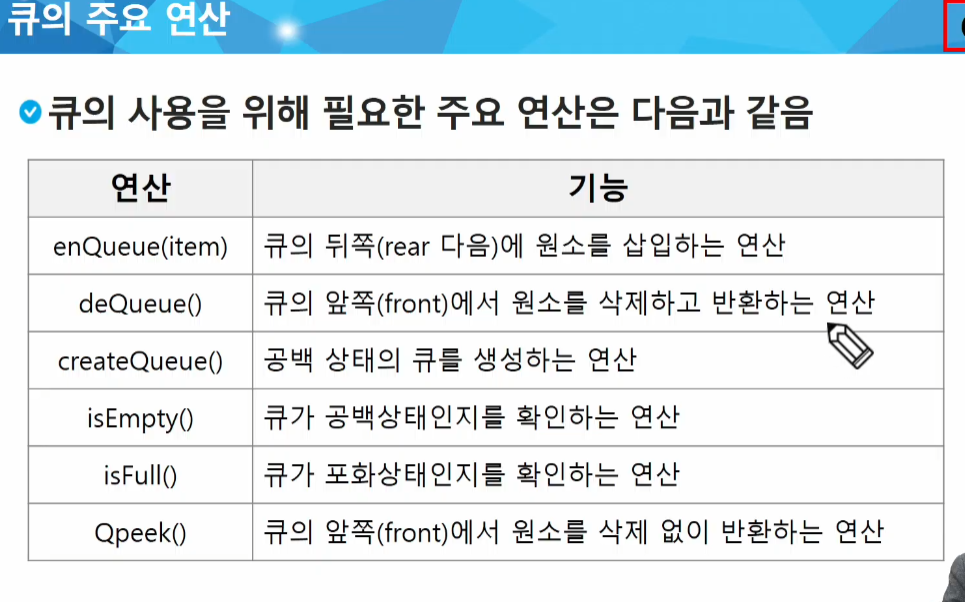 큐의 주요 연산
큐의 사용을 위해 필요한 주요 연산은 다음과 같음
연산 기능
enQueue(item) 큐의 뒤쪽(rear 다음)에 원소를 삽입하는 연산
deQueue() 큐의 앞쪽(front)에서 원소를 삭제하고 반환하는 연산
createQueue() 공백 상태의 큐를 생성하는 연산
isEmpty() 큐가 공백상태인지를 확인하는 연산
isFull() 큐가 포화상태인지를 확인하는 연산
Qpeek() 큐의 앞쪽(front)에서 원소를 삭제 없이 반환하는 연산